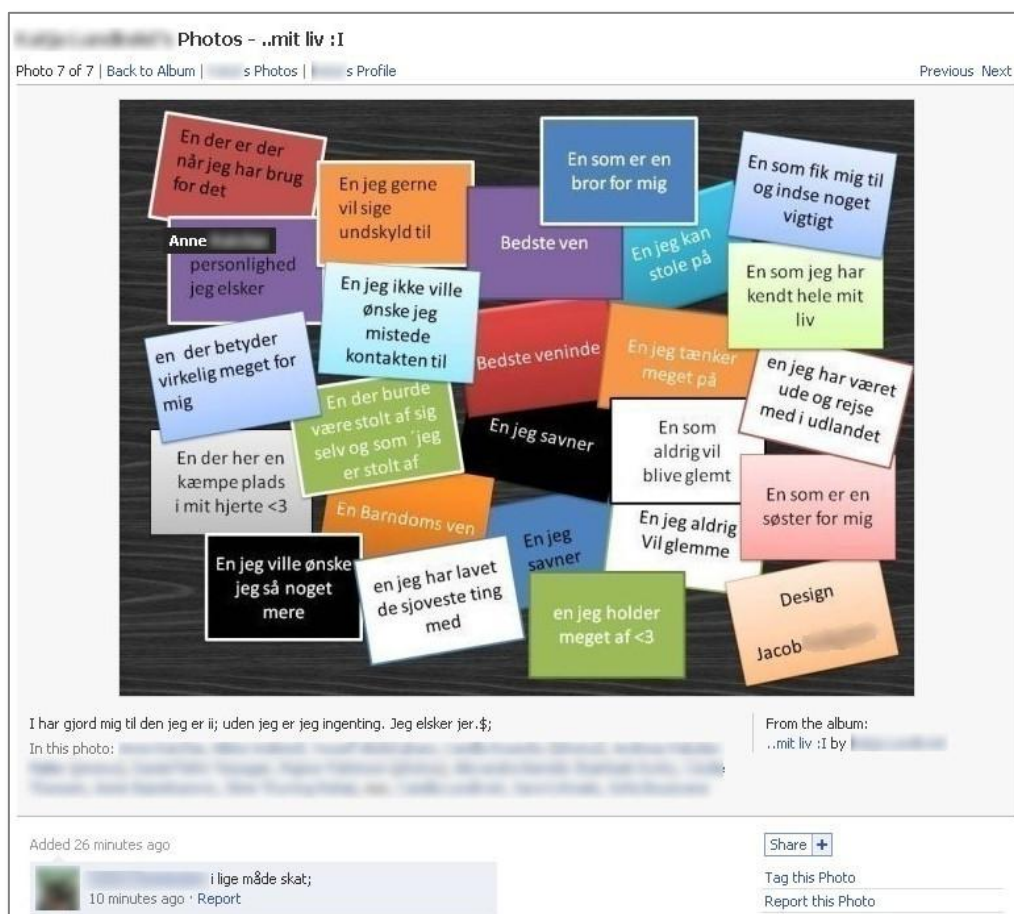 Photos - ..mit liv :I
Photo 7 of 7 | Back to Album | s Photos | s Profile
Previous Next
En der er der
når jeg har brug
for det
En jeg gerne
vil sige
undskyld til
En som er en
bror for mig
En som fik mig til
og indse noget
vigtigt
Anne
personlighed
jeg elsker
Bedste ven
En jeg kan
stole på
En jeg ikke ville
ønske jeg
mistede
kontakten til
En som jeg har
kendt hele mit
liv
en der betyder
virkelig meget for
mig
Bedste veninde
En jeg tænker
meget på
en jeg har været
ude og rejse
med i udlandet
En der burde
være stolt af sig
selv og som ´jeg
er stolt af
En jeg savner
En som
aldrig vil
blive glemt
En der her en
kæmpe plads
i mit hjerte <3
En som er en
søster for mig
En Barndoms ven
En jeg
savner
En jeg aldrig
Vil glemme
En jeg ville ønske
jeg så noget
mere
en jeg har lavet
de sjoveste ting
med
en jeg holder
meget af <3
Design
Jacob
I har gjord mig til den jeg er ii; uden jeg er jeg ingenting. Jeg elsker jer.$;
From the album:
..mit liv :I by
In this photo:
Added 26 minutes ago
Share +
i lige måde skat;
10 minutes ago · Report
Tag this Photo
Report this Photo